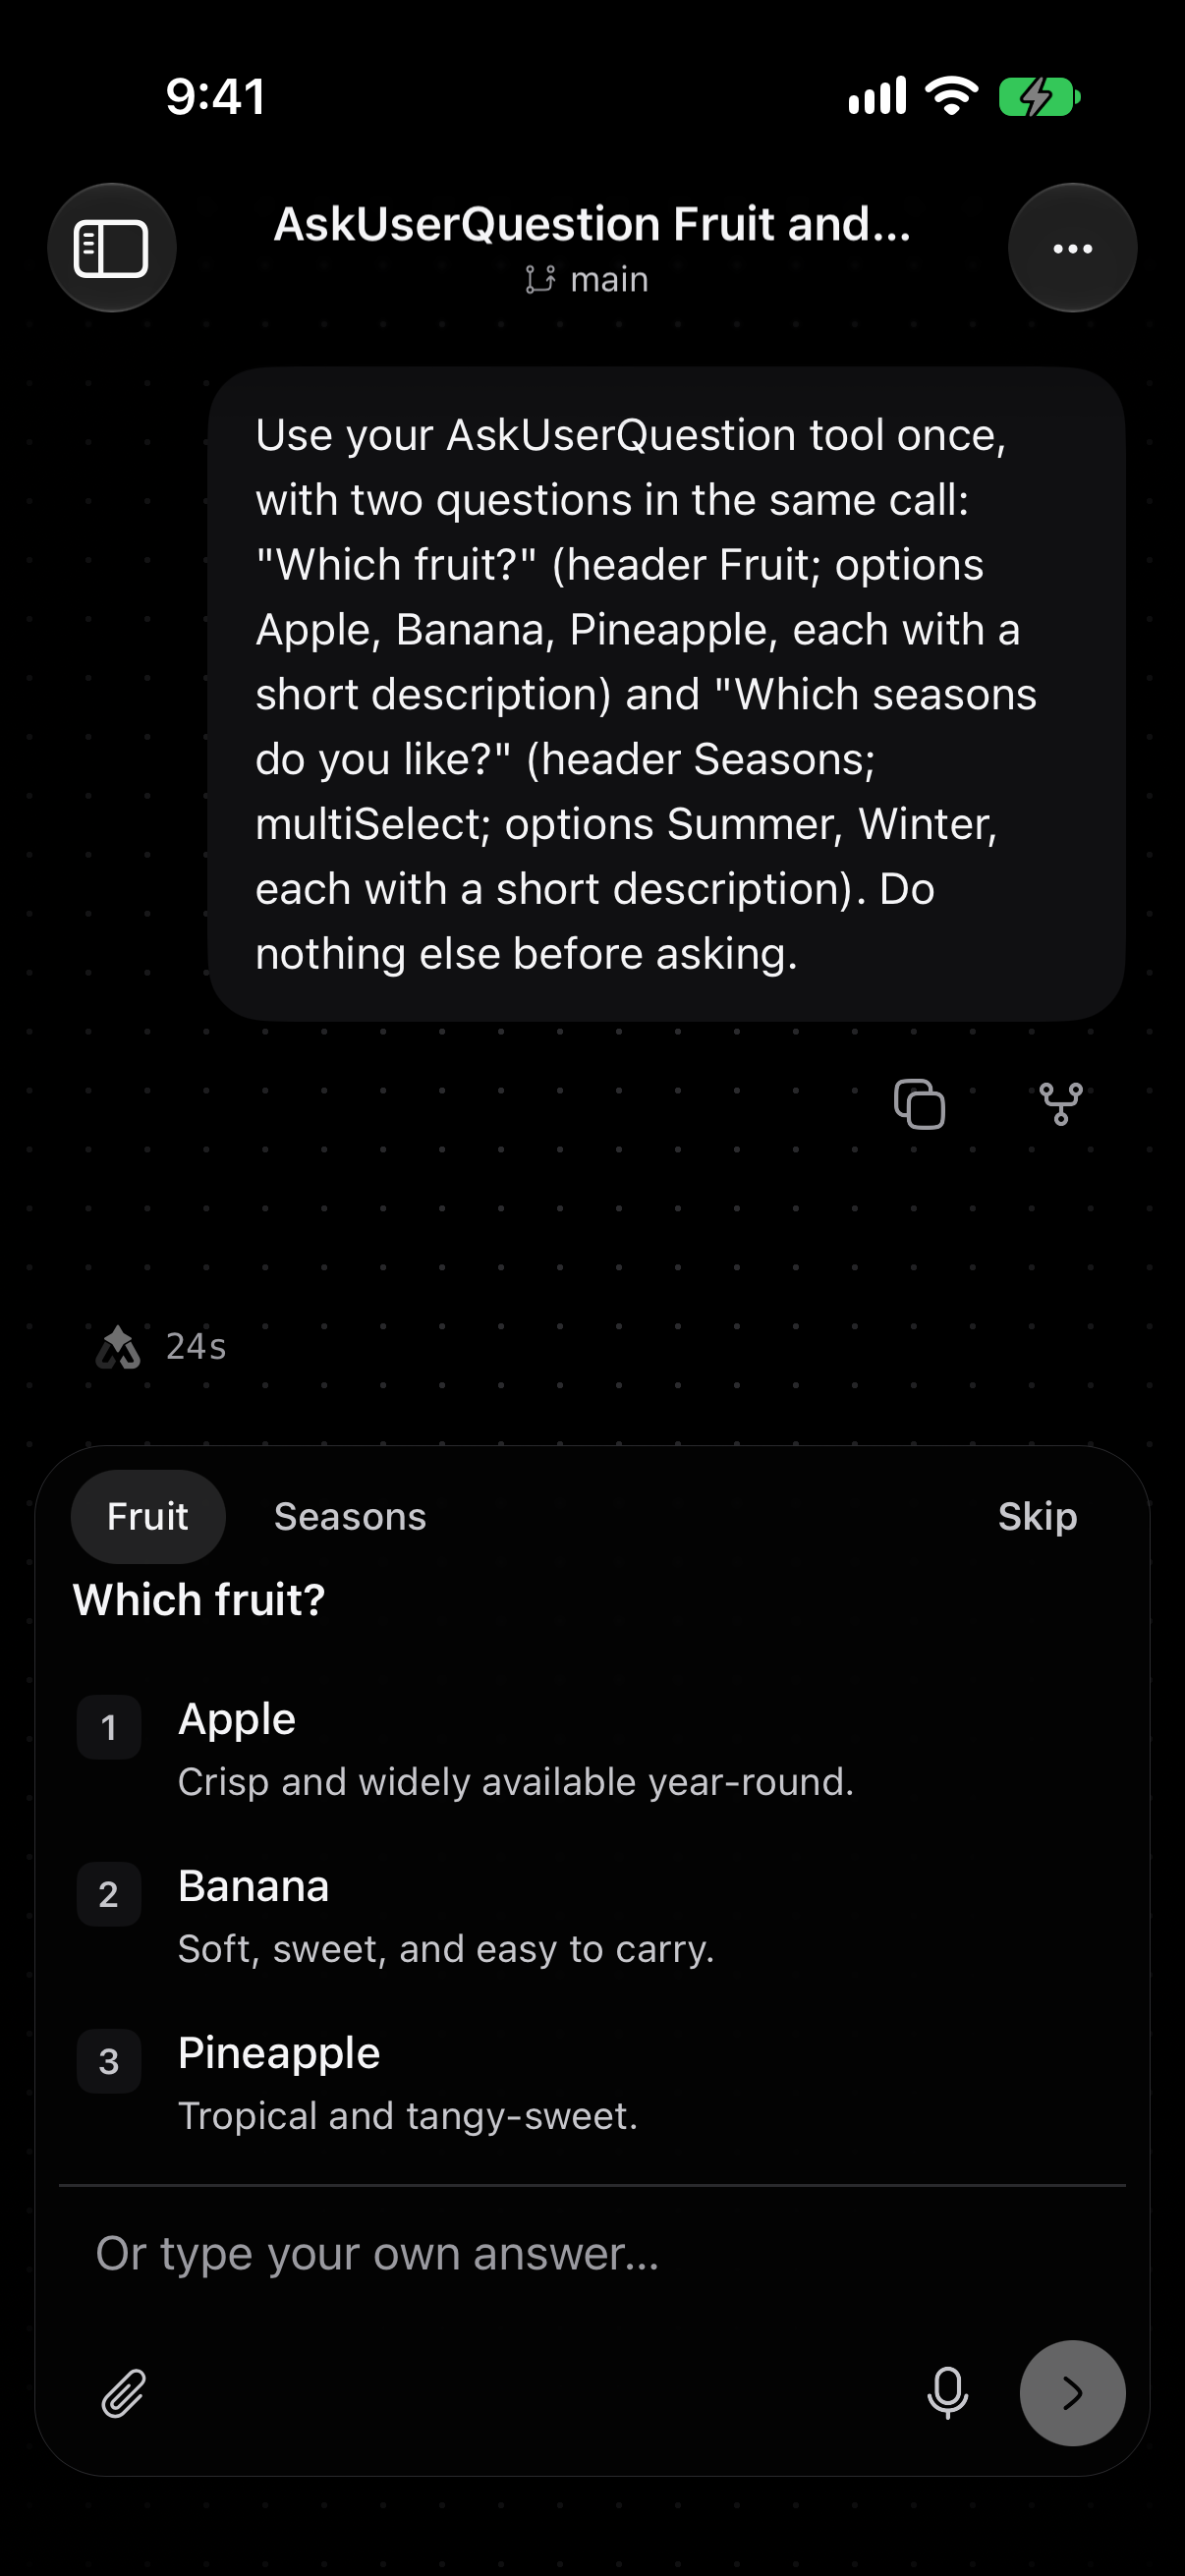 9:41
AskUserQuestion Fruit and...
main
Use your AskUserQuestion tool once,
with two questions in the same call:
"Which fruit?" (header Fruit; options
Apple, Banana, Pineapple, each with a
short description) and "Which seasons
do you like?" (header Seasons;
multiSelect; options Summer, Winter,
each with a short description). Do
nothing else before asking.
24s
Fruit Seasons Skip
Which fruit?
1 Apple
Crisp and widely available year-round.
2 Banana
Soft, sweet, and easy to carry.
3 Pineapple
Tropical and tangy-sweet.
Or type your own answer...